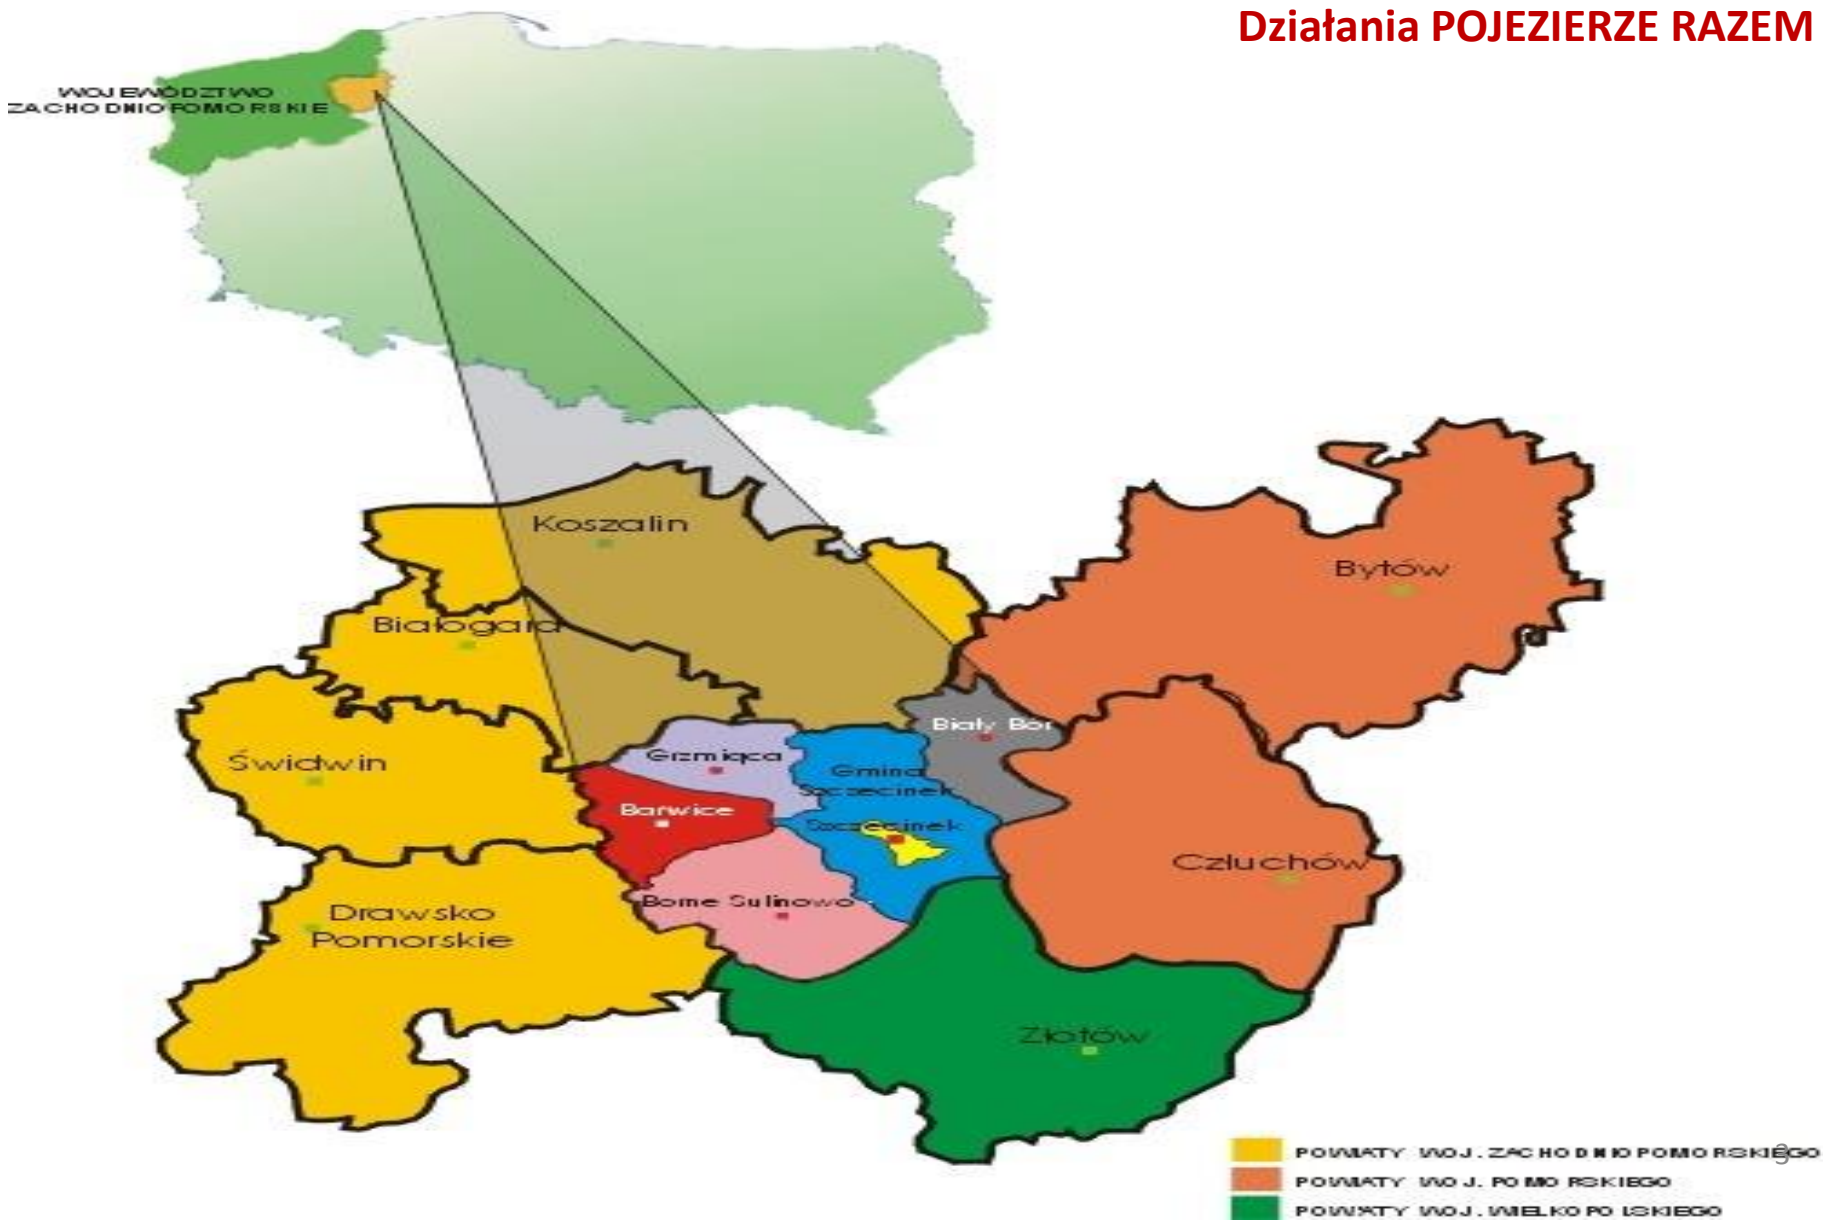 Działania POJEZIERZE RAZEM
WOJEWÓDZTWO
ZACHODNIOPOMORSKIE
Koszalin
Bytów
Białogard
Biały Bór
Świdwin
Grzmiąca
Gmina
Szczecinek
Barwice
Szczecinek
Człuchów
Borne Sulinowo
Drawsko
Pomorskie
Złotów
POWIATY WOJ. ZACHODNIOPOMORSKIEGO
3
POWIATY WOJ. POMORSKIEGO
POWIATY WOJ. WIELKOPOLSKIEGO